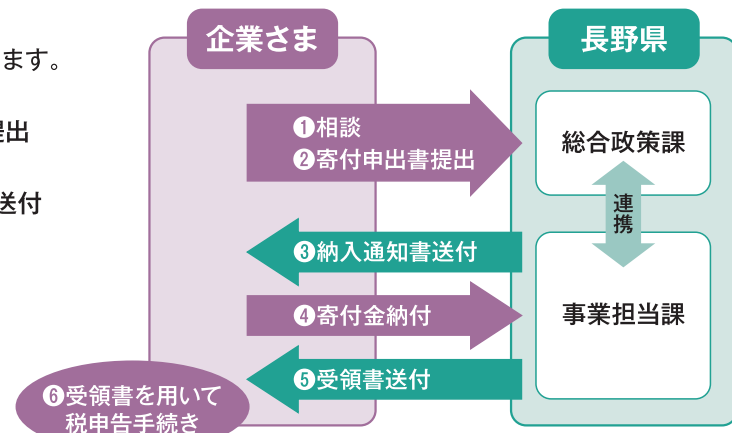 ます。
提出
送付
企業さま
長野県
❶相談
❷寄付申出書提出
総合政策課
連携
❸納入通知書送付
❹寄付金納付
事業担当課
❺受領書送付
❻受領書を用いて
税申告手続き